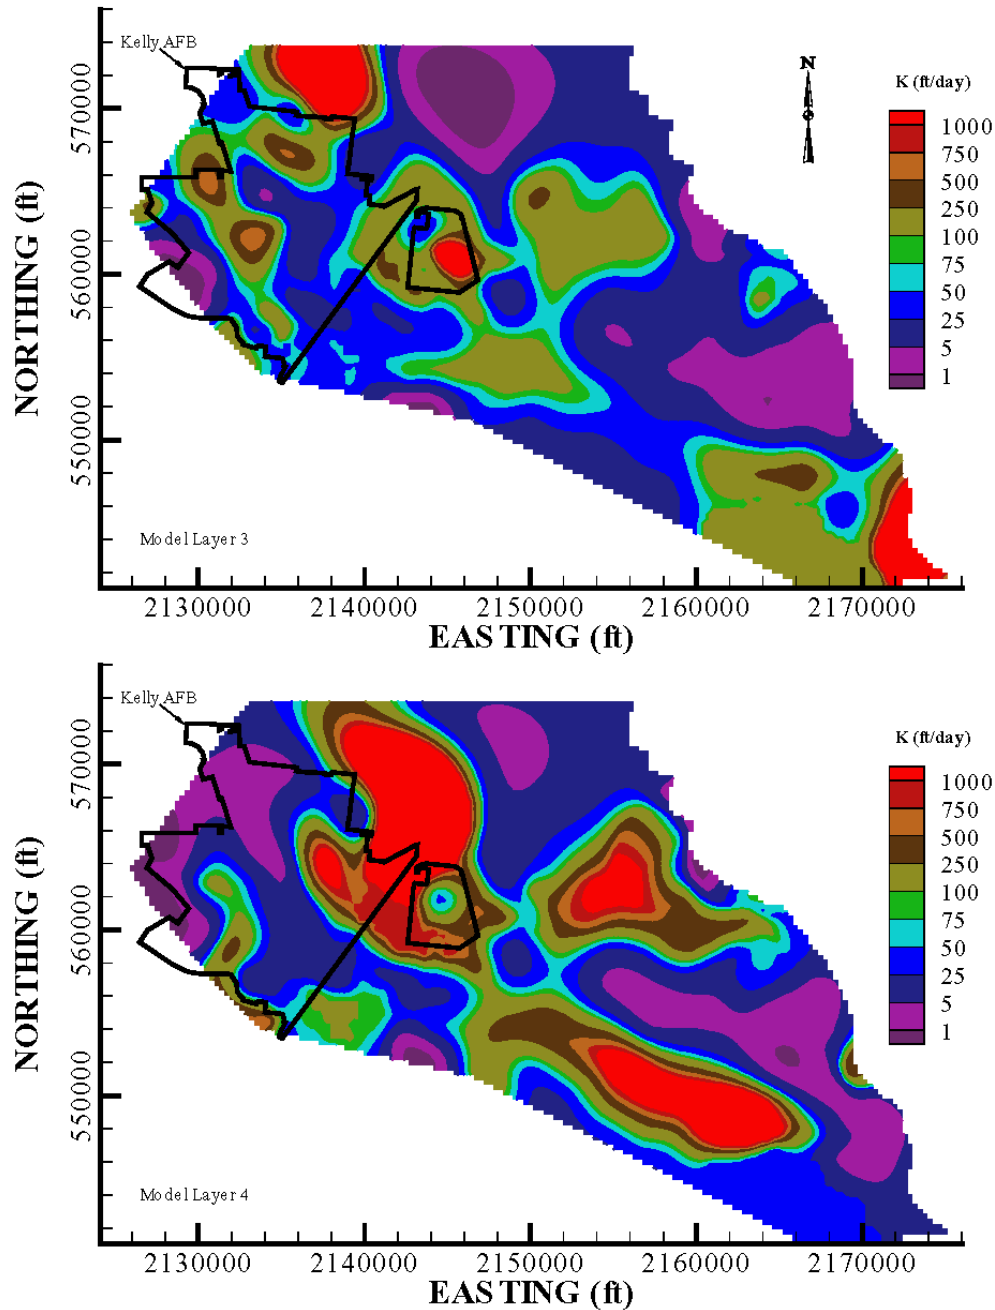 Kelly AFB
N
K (ft/day)
1000
750
500
250
100
75
50
25
5
1
NORTHING (ft)
570000
560000
550000
Model Layer 3
2130000 2140000 2150000 2160000 2170000
EASTING (ft)
Kelly AFB
K (ft/day)
1000
750
500
250
100
75
50
25
5
1
NORTHING (ft)
570000
560000
550000
Model Layer 4
2130000 2140000 2150000 2160000 2170000
EASTING (ft)